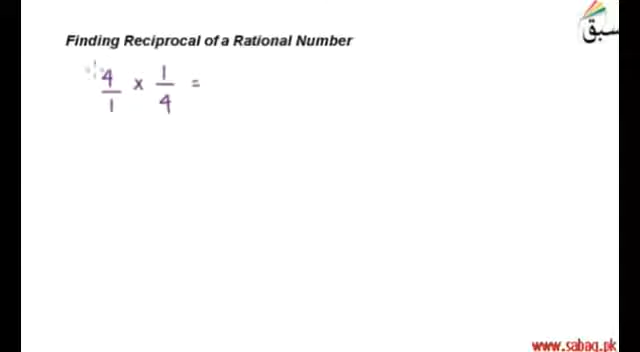 سبق
Finding Reciprocal of a Rational Number
4/1 x 1/4 =
www.sabaq.pk